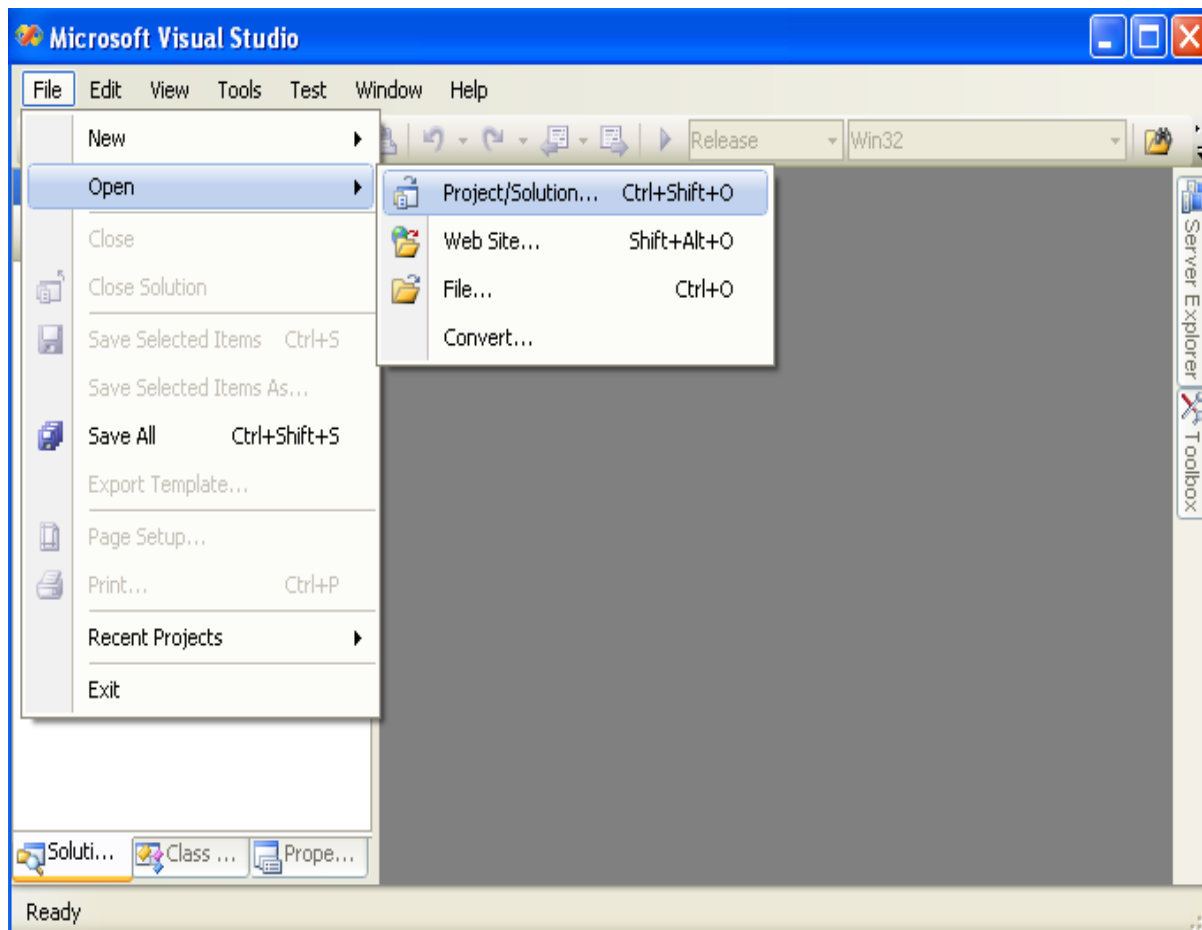 Microsoft Visual Studio
File Edit View Tools Test Window Help
Release Win32
New
Open
Close
Close Solution
Save Selected Items Ctrl+S
Save Selected Items As...
Save All Ctrl+Shift+S
Export Template...
Page Setup...
Print... Ctrl+P
Recent Projects
Exit
Project/Solution... Ctrl+Shift+O
Web Site... Shift+Alt+O
File... Ctrl+O
Convert...
Server Explorer
Toolbox
Soluti... Class ... Prope...
Ready